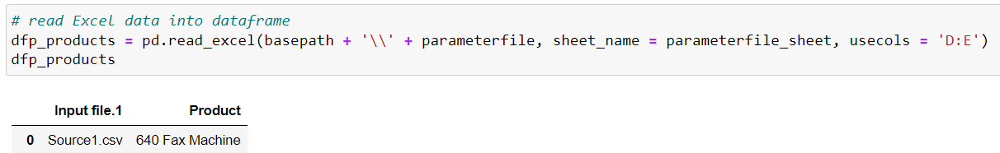 # read Excel data into dataframe
dfp_products = pd.read_excel(basepath + '\\' + parameterfile, sheet_name = parameterfile_sheet, usecols = 'D:E')
dfp_products
Input file.1 Product
0 Source1.csv 640 Fax Machine